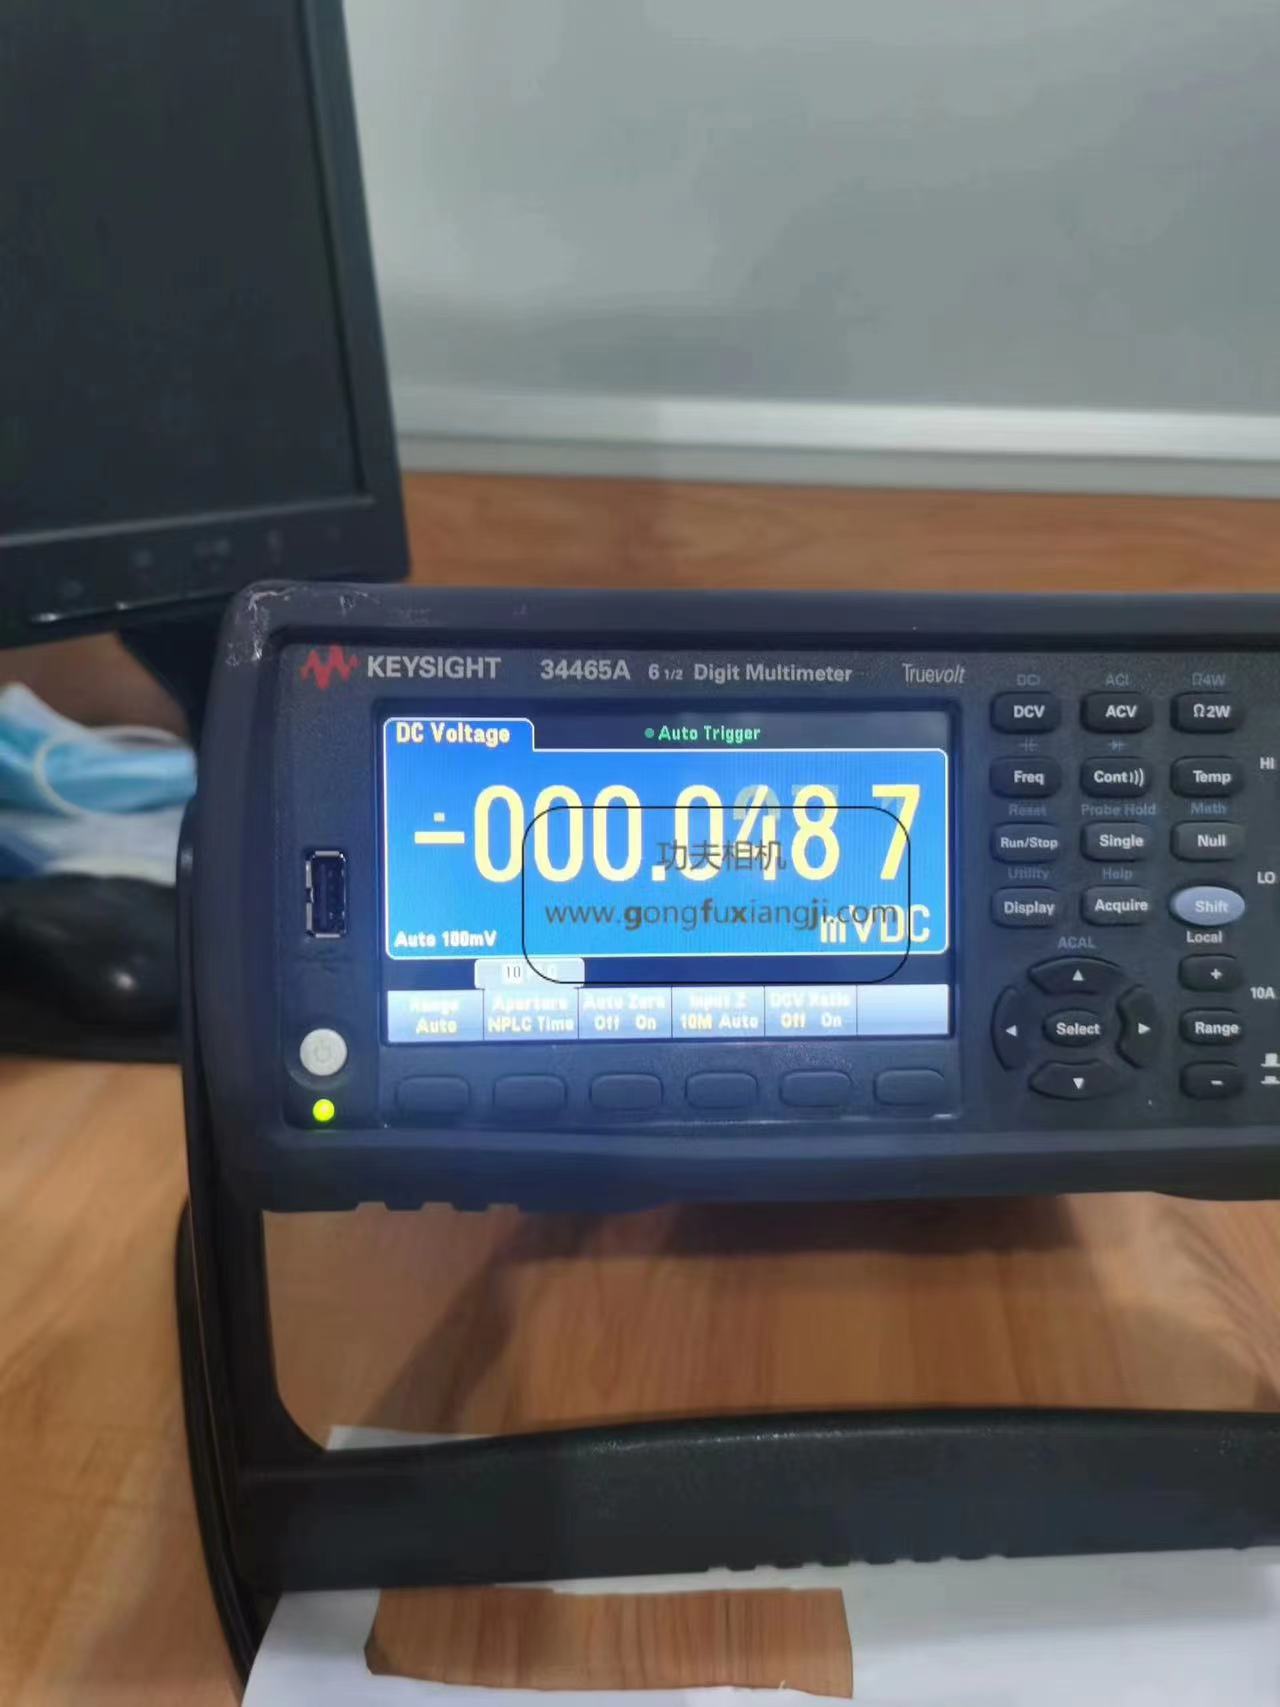 KEYSIGHT 34465A 6 1/2 Digit Multimeter Truevolt
DC Voltage
Auto Trigger
-000.048 7
mVDC
Auto 100mV
功夫相机
www.gongfuxiangji.com
10
Range
Auto
Aperture
NPLC Time
Auto Zero
Off On
Input Z
10M Auto
DCV Ratio
Off On
DCI ACI Ω4W
DCV ACV Ω2W
Freq Cont Temp
HI
Reset Probe Hold Math
Run/Stop Single Null
Utility Help
LO
Display Acquire Shift
ACAL Local
+
10A
Select Range
-